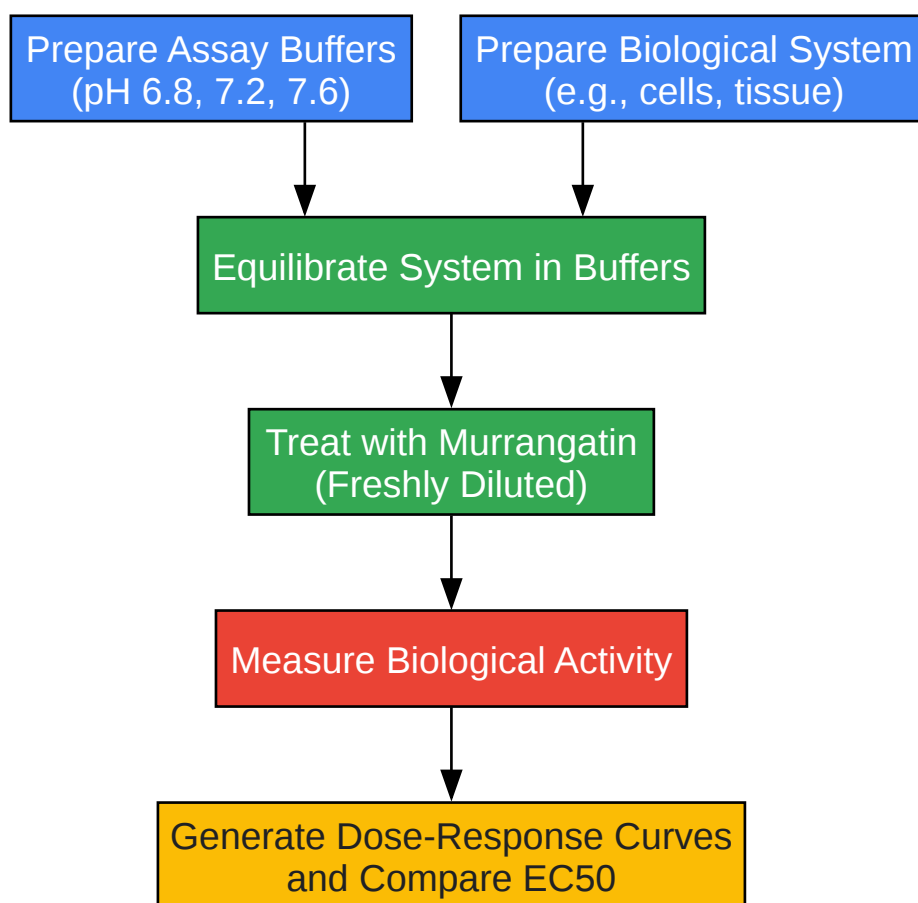 Prepare Assay Buffers
(pH 6.8, 7.2, 7.6)
Prepare Biological System
(e.g., cells, tissue)
Equilibrate System in Buffers
Treat with Murrangatin
(Freshly Diluted)
Measure Biological Activity
Generate Dose-Response Curves
and Compare EC50